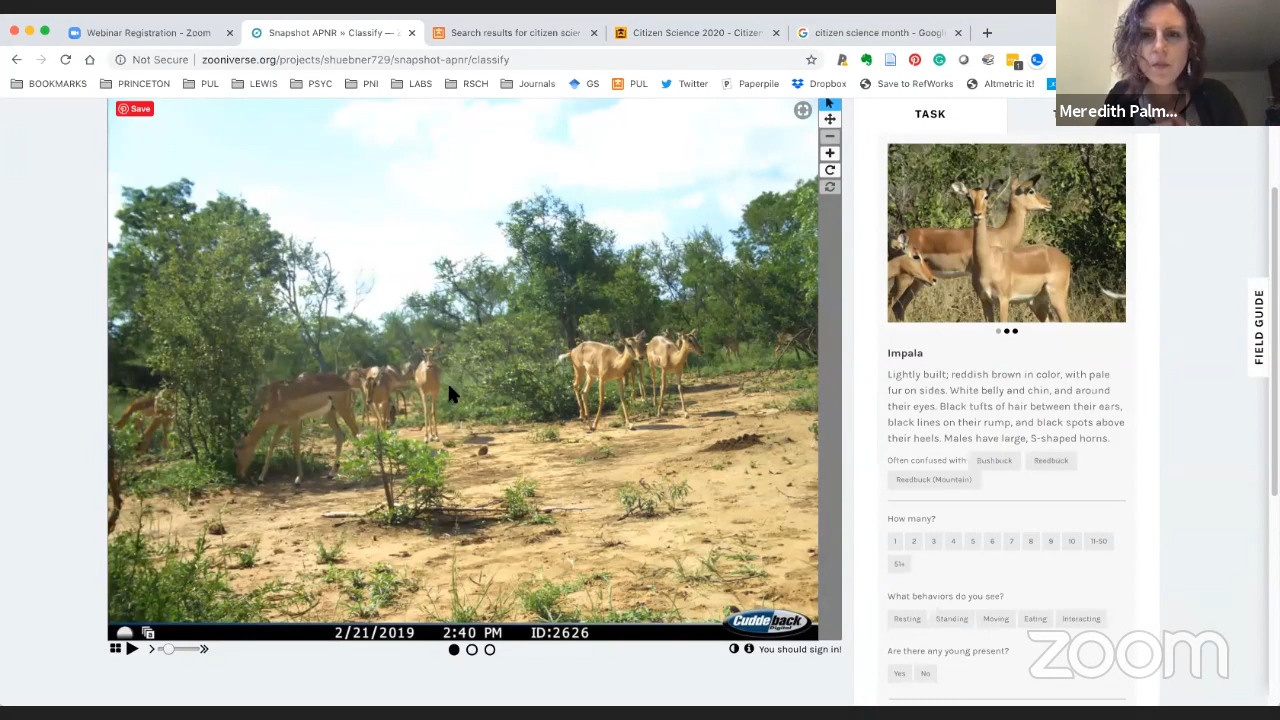 Webinar Registration - Zoom
Snapshot APNR » Classify —
Search results for citizen scien
Citizen Science 2020 - Citizen
citizen science month - Goog
Not Secure
zooniverse.org/projects/shuebner729/snapshot-apnr/classify
BOOKMARKS PRINCETON PUL LEWIS PSYC PNI LABS RSCH Journals GS PUL Twitter Paperpile Dropbox Save to RefWorks Altmetric it!
Meredith Palm...
Save
TASK
Impala
Lightly built; reddish brown in color, with pale
fur on sides. White belly and chin, and around
their eyes. Black tufts of hair between their ears,
black lines on their rump, and black spots above
their heels. Males have large, S-shaped horns.
Often confused with Bushbuck Reedbuck
Reedbuck (Mountain)
How many?
1 2 3 4 5 6 7 8 9 10 11-50
51+
What behaviors do you see?
Resting Standing Moving Eating Interacting
Are there any young present?
Yes No
FIELD GUIDE
2/21/2019 2:40 PM ID:2626
Cuddeback
Digital
You should sign in!
zoom